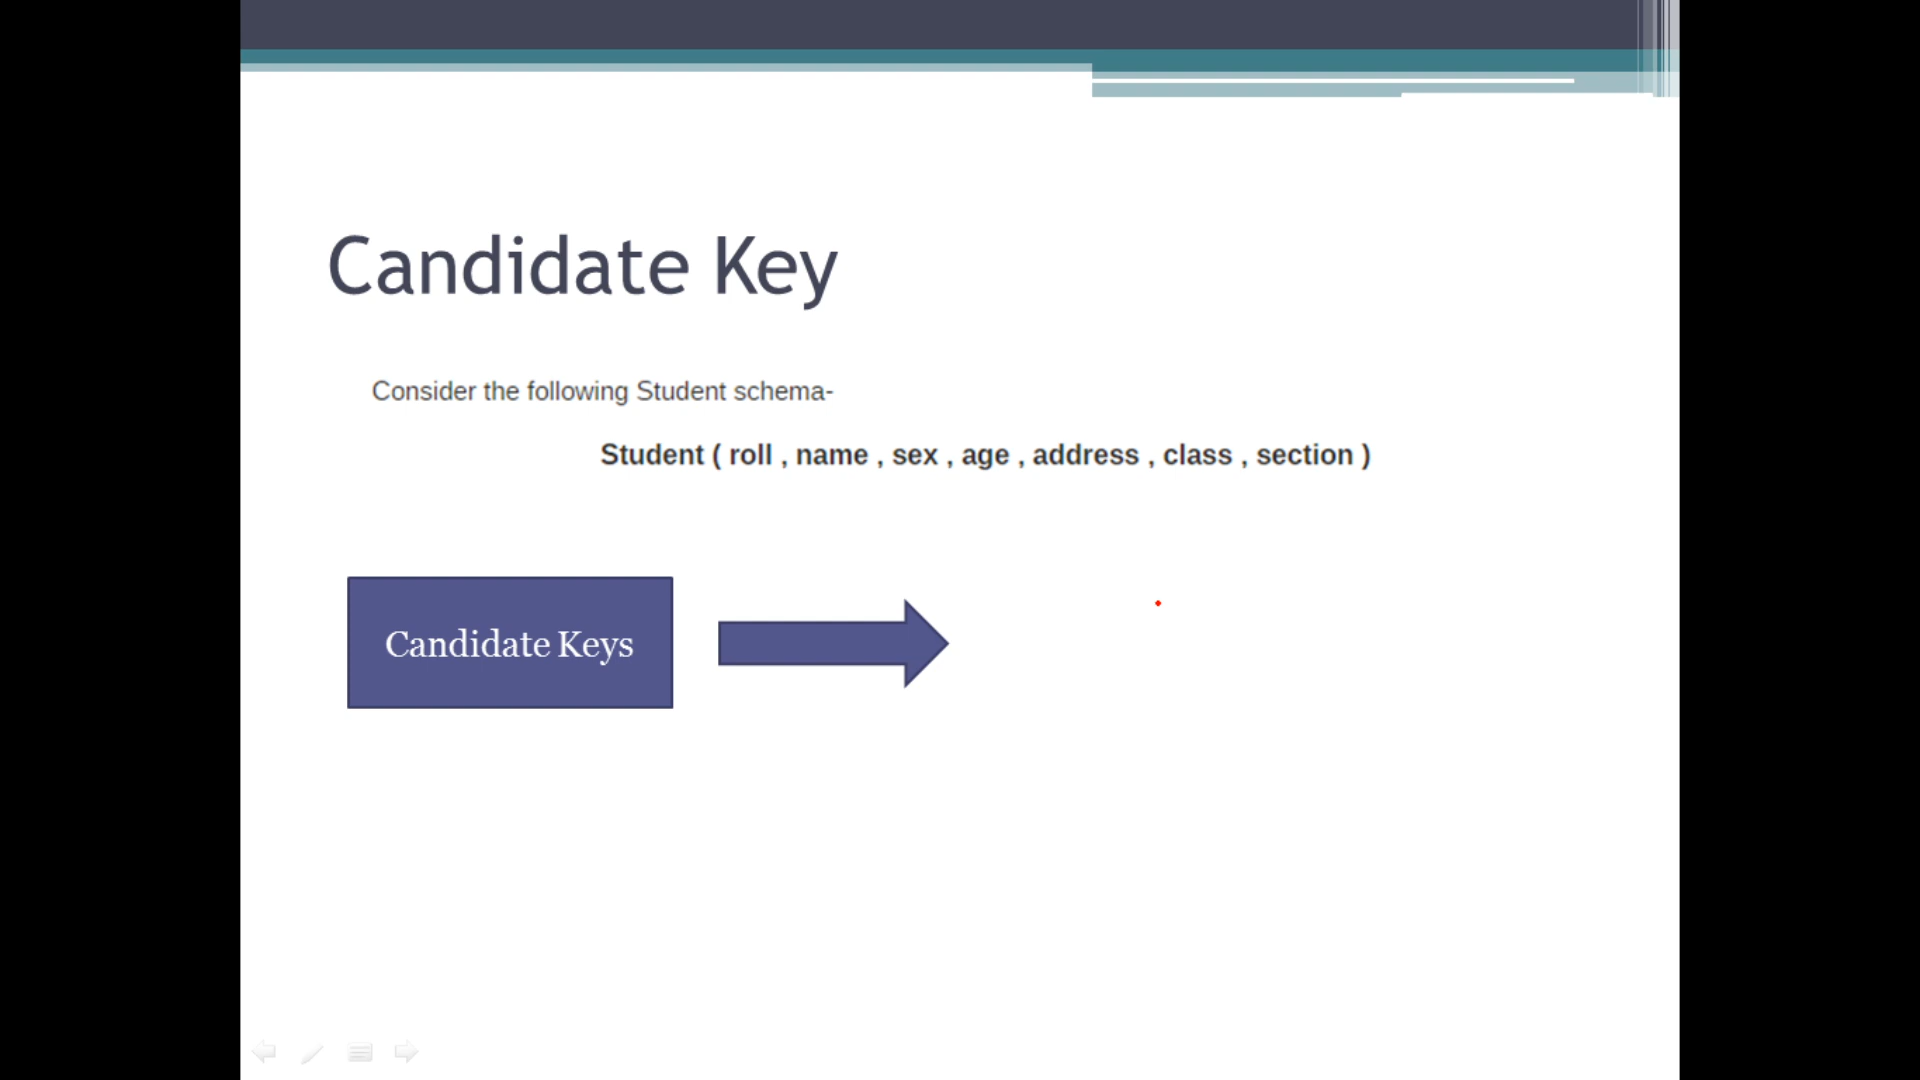 Candidate Key
Consider the following Student schema-
Student ( roll , name , sex , age , address , class , section )
Candidate Keys